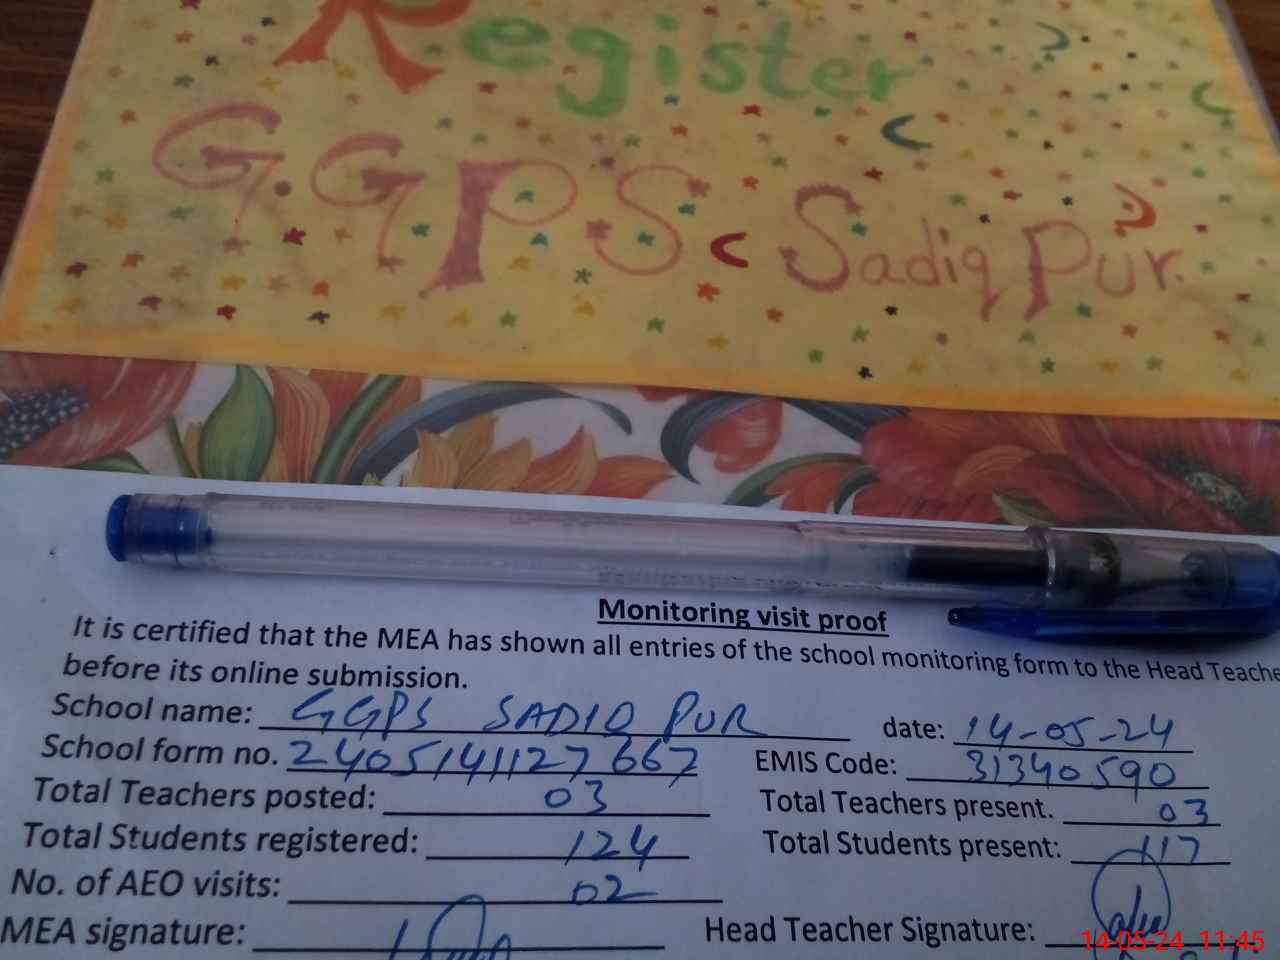 Register
G.GPS Sadiq Pur.
Monitoring visit proof
It is certified that the MEA has shown all entries of the school monitoring form to the Head Teache
before its online submission.
School name: GGPS SADIQ PUR date: 14-05-24
School form no. 2405141127667 EMIS Code: 31340590
Total Teachers posted: 03 Total Teachers present. 03
Total Students registered: 124 Total Students present: 117
No. of AEO visits: 02
MEA signature: Head Teacher Signature:
14-05-24 11:45